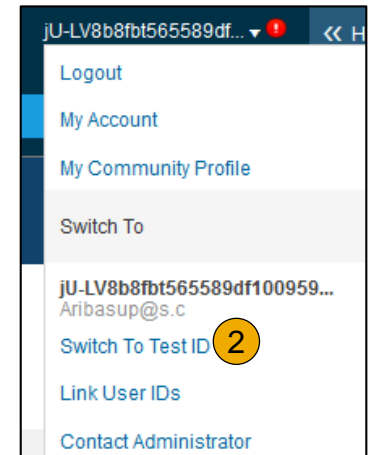 jU-LV8b8fbt565589df... ▾ ! « H
Logout
My Account
My Community Profile
Switch To
jU-LV8b8fbt565589df100959...
Aribasup@s.c
Switch To Test ID 2
Link User IDs
Contact Administrator